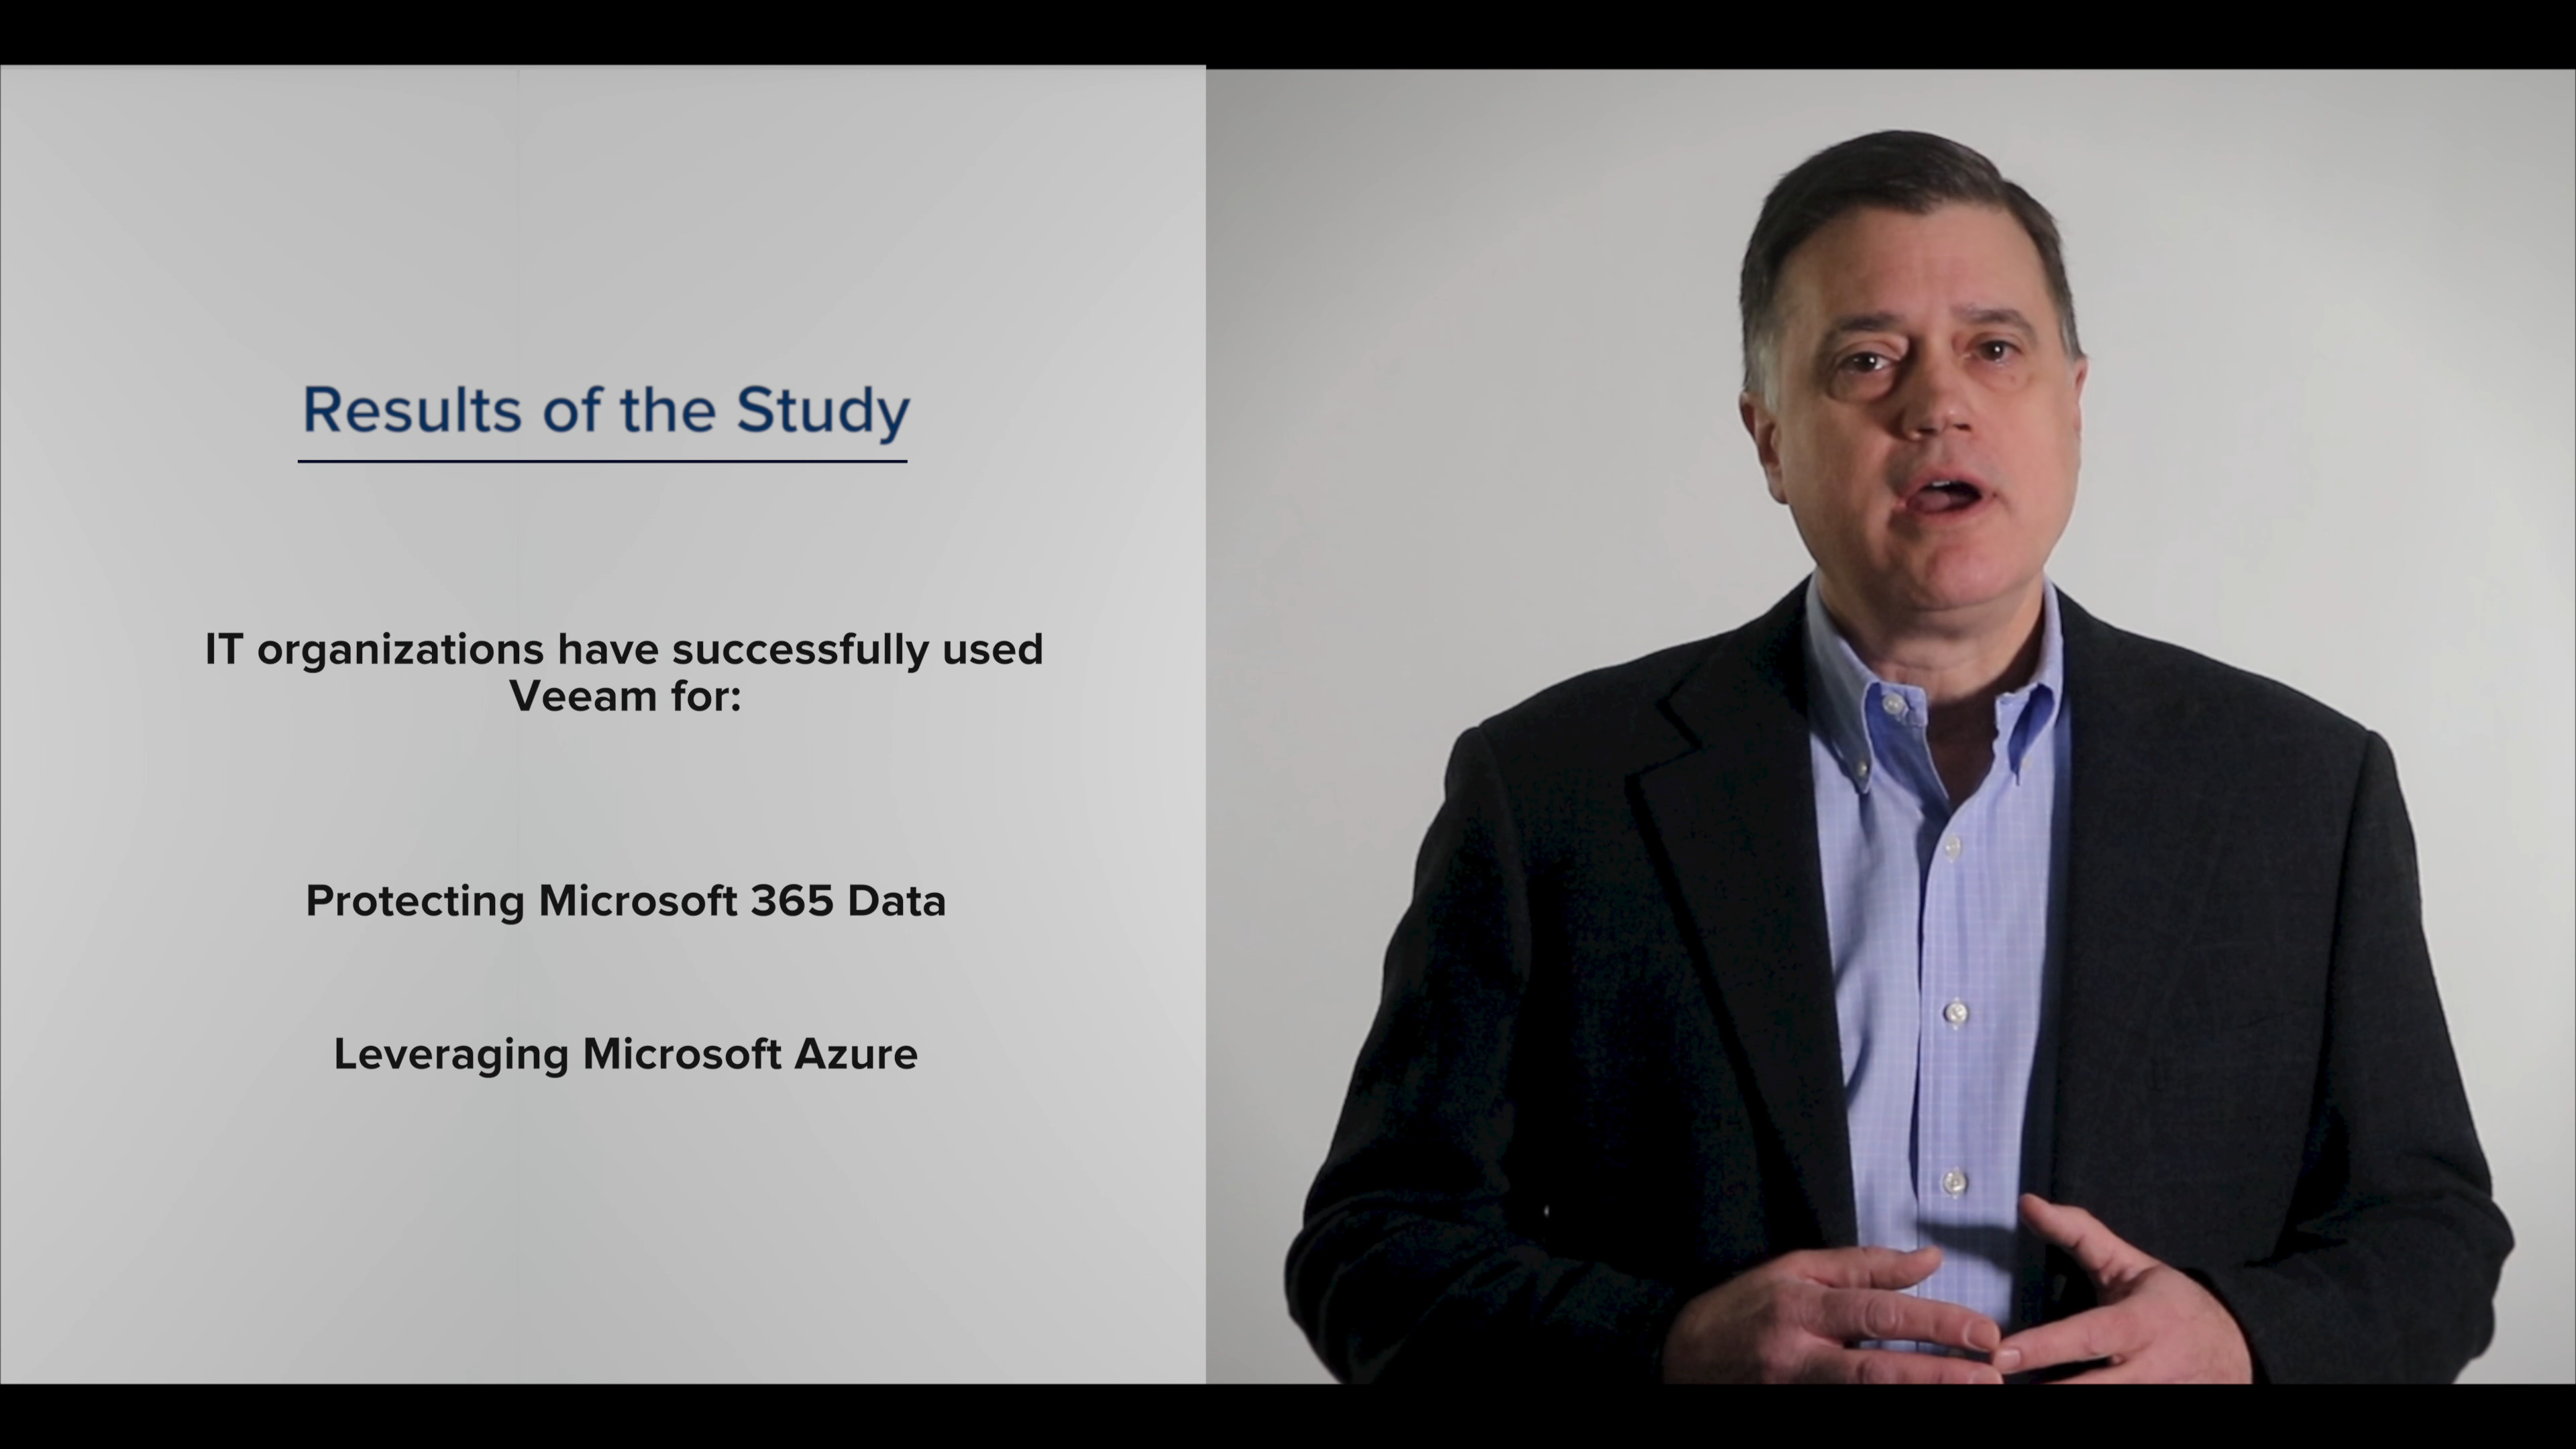 Results of the Study
IT organizations have successfully used
Veeam for:
Protecting Microsoft 365 Data
Leveraging Microsoft Azure